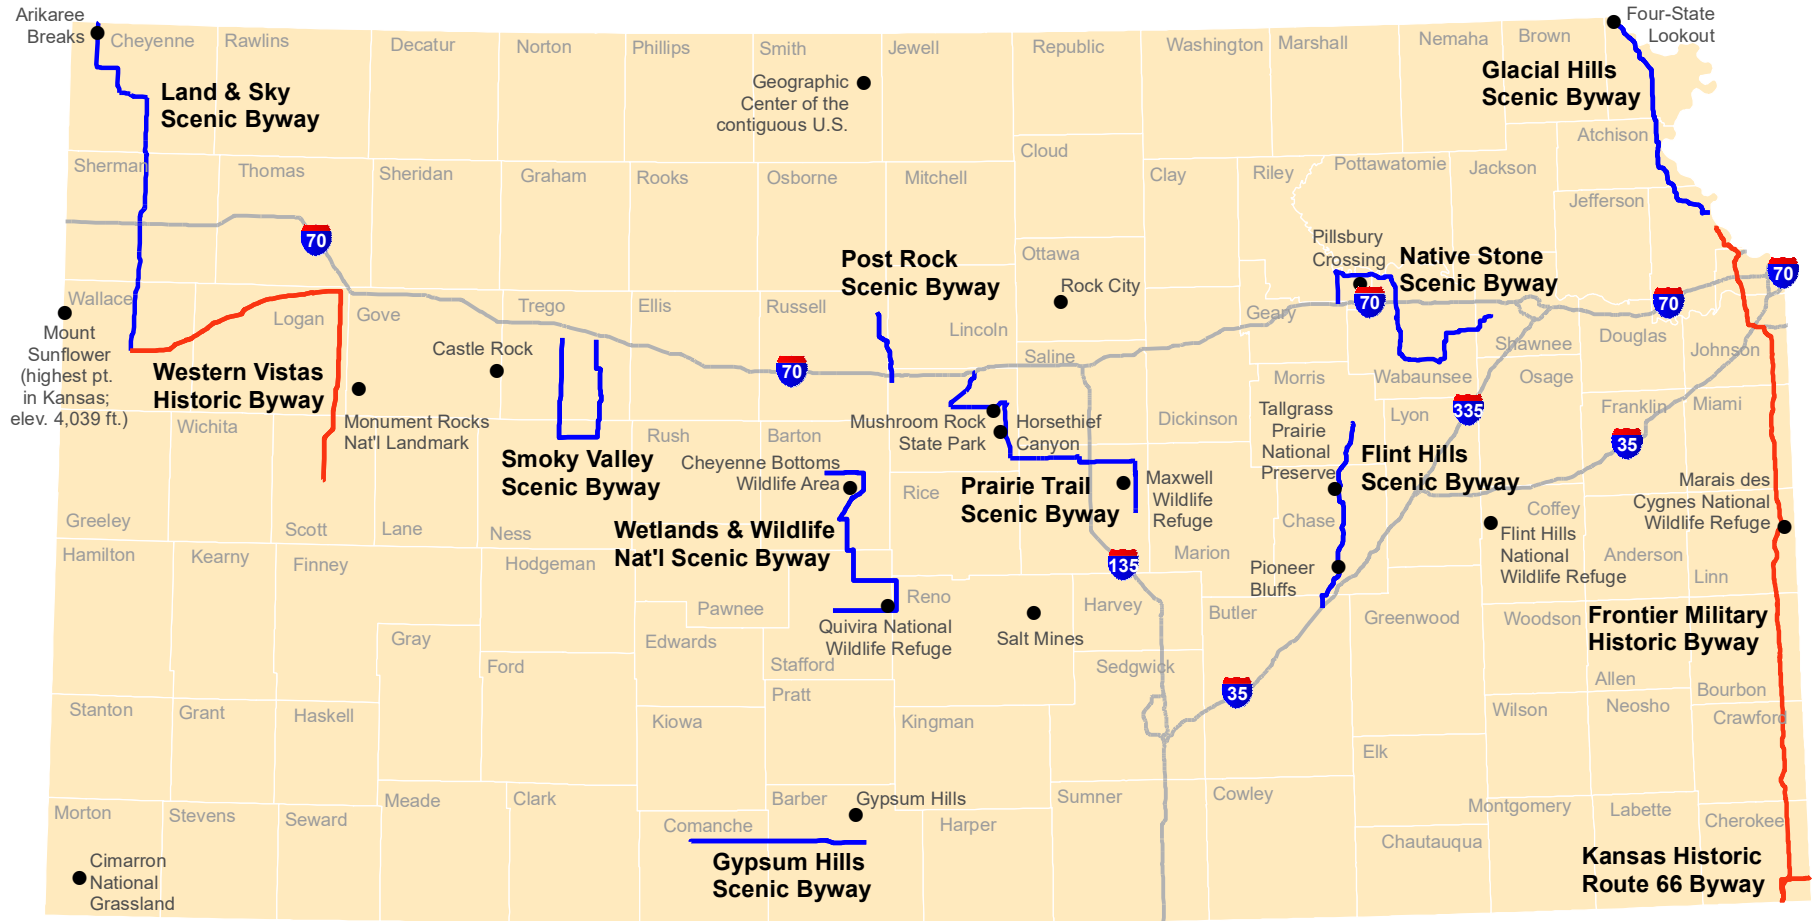 Arikaree
Breaks
Cheyenne
Rawlins
Decatur
Norton
Phillips
Smith
Jewell
Republic
Washington
Marshall
Nemaha
Brown
Four-State
Lookout
Land & Sky
Scenic Byway
Geographic
Center of the
contiguous U.S.
Glacial Hills
Scenic Byway
Atchison
Sherman
Thomas
Sheridan
Graham
Rooks
Osborne
Mitchell
Cloud
Clay
Riley
Pottawatomie
Jackson
Jefferson
70
Post Rock
Scenic Byway
Ottawa
Rock City
Pillsbury
Crossing
Native Stone
Scenic Byway
70
70
70
Wallace
Logan
Gove
Trego
Ellis
Russell
Lincoln
Saline
Geary
Shawnee
Douglas
Johnson
Mount
Sunflower
(highest pt.
in Kansas;
elev. 4,039 ft.)
Western Vistas
Historic Byway
Castle Rock
70
Monument Rocks
Nat'l Landmark
Mushroom Rock
State Park
Horsethief
Canyon
Dickinson
Morris
Wabaunsee
Osage
Tallgrass
Prairie
National
Preserve
Lyon
335
Franklin
Miami
35
Wichita
Rush
Barton
Smoky Valley
Scenic Byway
Cheyenne Bottoms
Wildlife Area
Rice
Prairie Trail
Scenic Byway
Maxwell
Wildlife
Refuge
Flint Hills
Scenic Byway
Marais des
Cygnes National
Wildlife Refuge
Greeley
Scott
Lane
Ness
Wetlands & Wildlife
Nat'l Scenic Byway
Marion
Chase
Coffey
Flint Hills
National
Wildlife Refuge
Anderson
Linn
Hamilton
Kearny
Finney
Hodgeman
135
Pioneer
Bluffs
Pawnee
Reno
Harvey
Butler
Greenwood
Woodson
Frontier Military
Historic Byway
Quivira National
Wildlife Refuge
Salt Mines
Gray
Edwards
Ford
Stafford
Sedgwick
35
Allen
Bourbon
Stanton
Grant
Haskell
Kiowa
Pratt
Kingman
Wilson
Neosho
Crawford
Elk
Morton
Stevens
Seward
Meade
Clark
Comanche
Barber
Gypsum Hills
Harper
Sumner
Cowley
Chautauqua
Montgomery
Labette
Cherokee
Cimarron
National
Grassland
Gypsum Hills
Scenic Byway
Kansas Historic
Route 66 Byway